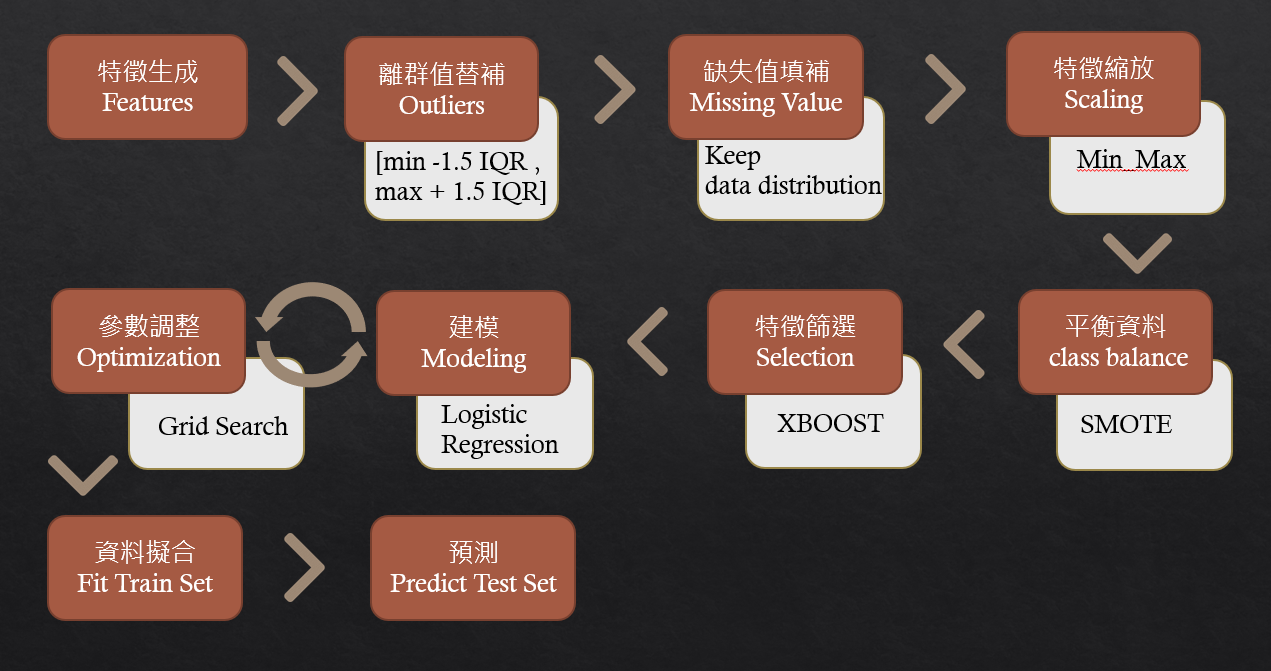 特徵生成
Features
離群值替補
Outliers
[min -1.5 IQR ,
max + 1.5 IQR]
缺失值填補
Missing Value
Keep
data distribution
特徵縮放
Scaling
Min_Max
平衡資料
class balance
SMOTE
特徵篩選
Selection
XBOOST
建模
Modeling
Logistic
Regression
參數調整
Optimization
Grid Search
資料擬合
Fit Train Set
預測
Predict Test Set